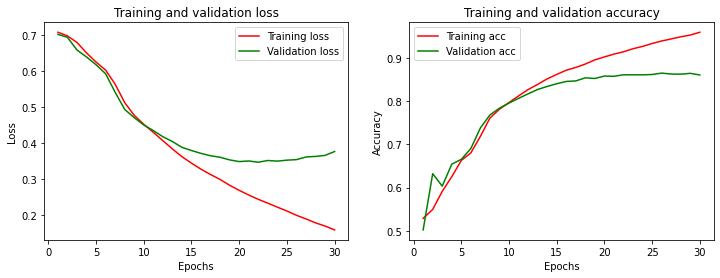 Training and validation loss
Training loss
Validation loss
0.7
0.6
0.5
0.4
0.3
0.2
Loss
0
5
10
15
20
25
30
Epochs
Training and validation accuracy
Training acc
Validation acc
0.9
0.8
0.7
0.6
0.5
Accuracy
0
5
10
15
20
25
30
Epochs